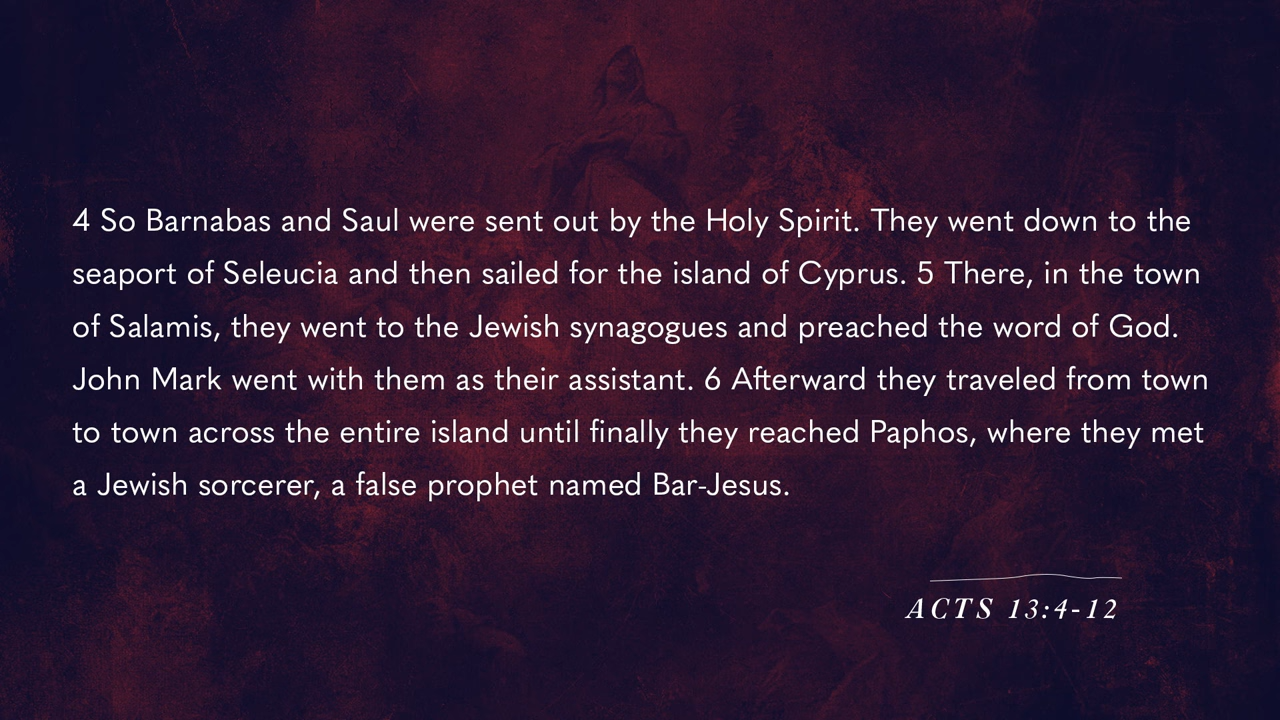 4 So Barnabas and Saul were sent out by the Holy Spirit. They went down to the
seaport of Seleucia and then sailed for the island of Cyprus. 5 There, in the town
of Salamis, they went to the Jewish synagogues and preached the word of God.
John Mark went with them as their assistant. 6 Afterward they traveled from town
to town across the entire island until finally they reached Paphos, where they met
a Jewish sorcerer, a false prophet named Bar-Jesus.
ACTS 13:4-12